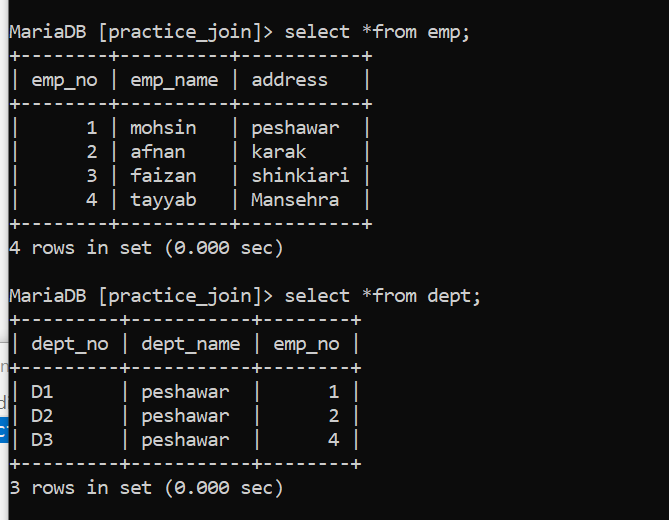 MariaDB [practice_join]> select *from emp;
+--------+----------+-----------+
| emp_no | emp_name | address   |
+--------+----------+-----------+
|      1 | mohsin   | peshawar  |
|      2 | afnan    | karak     |
|      3 | faizan   | shinkiari |
|      4 | tayyab   | Mansehra  |
+--------+----------+-----------+
4 rows in set (0.000 sec)
MariaDB [practice_join]> select *from dept;
+---------+-----------+--------+
| dept_no | dept_name | emp_no |
+---------+-----------+--------+
| D1      | peshawar  |      1 |
| D2      | peshawar  |      2 |
| D3      | peshawar  |      4 |
+---------+-----------+--------+
3 rows in set (0.000 sec)